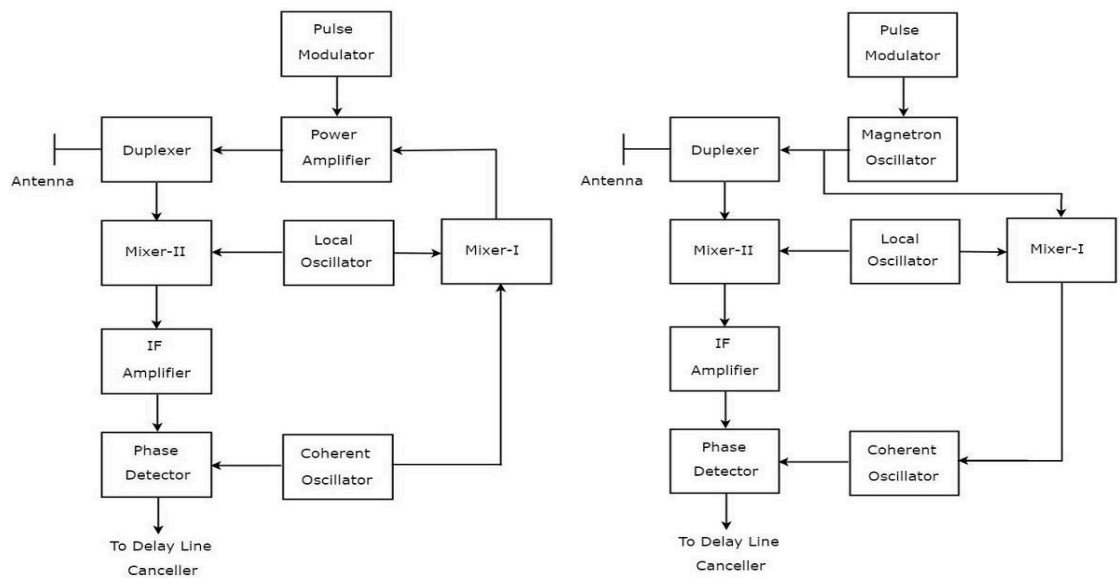 Pulse
Modulator
Power
Amplifier
Duplexer
Antenna
Mixer-II
Local
Oscillator
Mixer-I
IF
Amplifier
Phase
Detector
Coherent
Oscillator
To Delay Line
Canceller
Pulse
Modulator
Magnetron
Oscillator
Duplexer
Antenna
Mixer-II
Local
Oscillator
Mixer-I
IF
Amplifier
Phase
Detector
Coherent
Oscillator
To Delay Line
Canceller